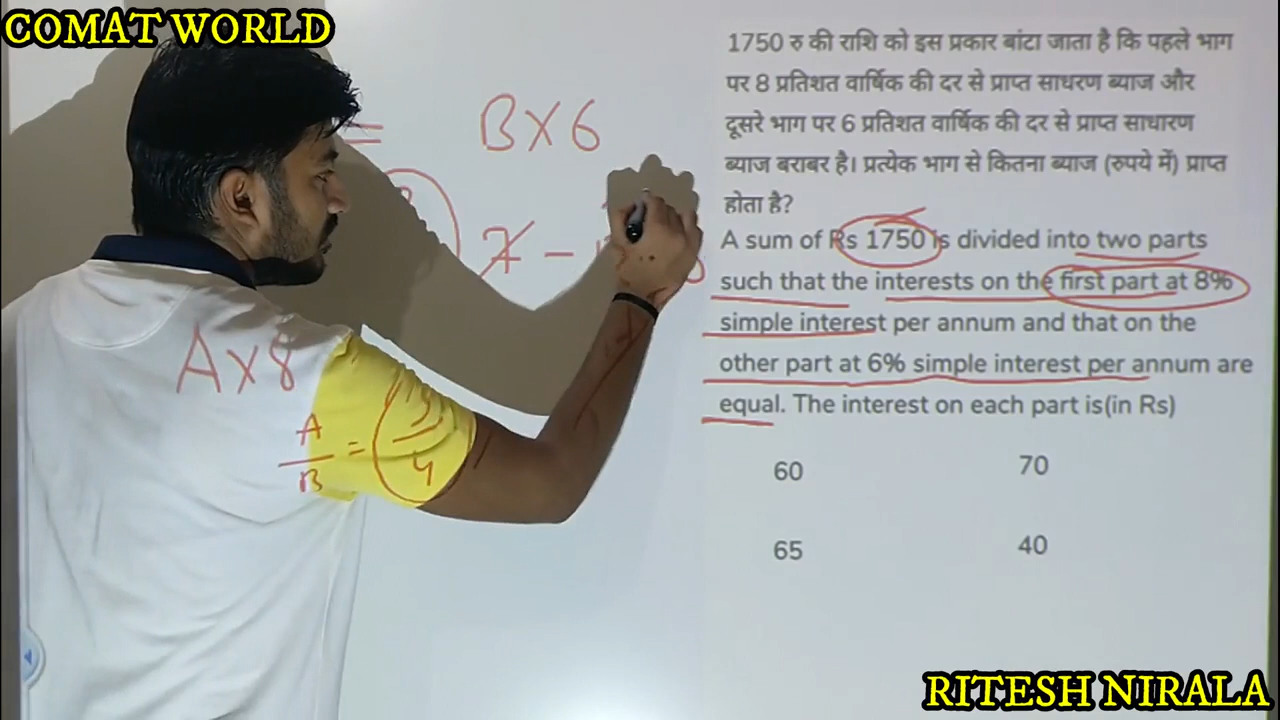 COMAT WORLD
1750 रु की राशि को इस प्रकार बांटा जाता है कि पहले भाग
पर 8 प्रतिशत वार्षिक की दर से प्राप्त साधरण ब्याज और
दूसरे भाग पर 6 प्रतिशत वार्षिक की दर से प्राप्त साधारण
ब्याज बराबर है। प्रत्येक भाग से कितना ब्याज (रुपये में) प्राप्त
होता है?
A sum of Rs 1750 is divided into two parts
such that the interests on the first part at 8%
simple interest per annum and that on the
other part at 6% simple interest per annum are
equal. The interest on each part is(in Rs)
60 70
65 40
= B×6
7 -
A×8
A/B = 3/4
RITESH NIRALA